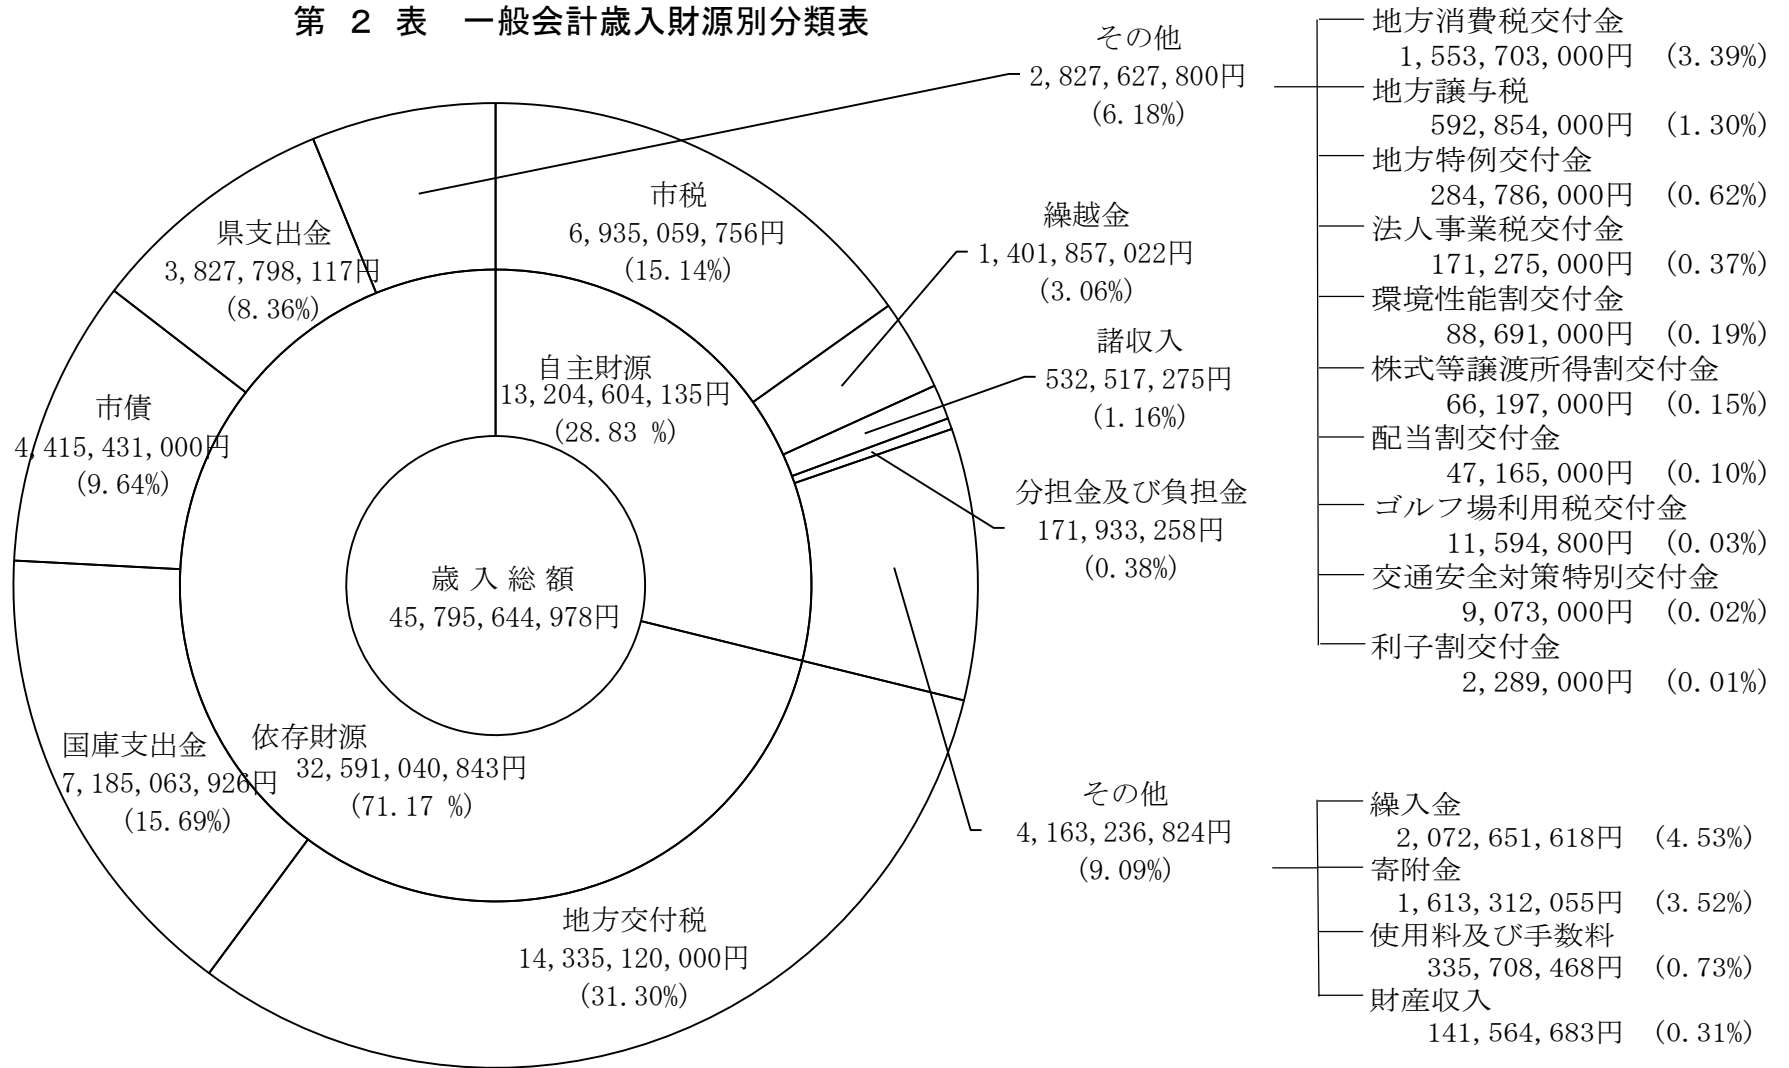 第 2 表　一般会計歳入財源別分類表
その他
2,827,627,800円
(6.18%)
地方消費税交付金
1,553,703,000円 (3.39%)
地方譲与税
592,854,000円 (1.30%)
地方特例交付金
284,786,000円 (0.62%)
法人事業税交付金
171,275,000円 (0.37%)
環境性能割交付金
88,691,000円 (0.19%)
株式等譲渡所得割交付金
66,197,000円 (0.15%)
配当割交付金
47,165,000円 (0.10%)
ゴルフ場利用税交付金
11,594,800円 (0.03%)
交通安全対策特別交付金
9,073,000円 (0.02%)
利子割交付金
2,289,000円 (0.01%)
市税
6,935,059,756円
(15.14%)
繰越金
1,401,857,022円
(3.06%)
諸収入
532,517,275円
(1.16%)
分担金及び負担金
171,933,258円
(0.38%)
その他
4,163,236,824円
(9.09%)
繰入金
2,072,651,618円 (4.53%)
寄附金
1,613,312,055円 (3.52%)
使用料及び手数料
335,708,468円 (0.73%)
財産収入
141,564,683円 (0.31%)
県支出金
3,827,798,117円
(8.36%)
市債
4,415,431,000円
(9.64%)
国庫支出金
7,185,063,926円
(15.69%)
地方交付税
14,335,120,000円
(31.30%)
自主財源
13,204,604,135円
(28.83 %)
歳 入 総 額
45,795,644,978円
依存財源
32,591,040,843円
(71.17 %)